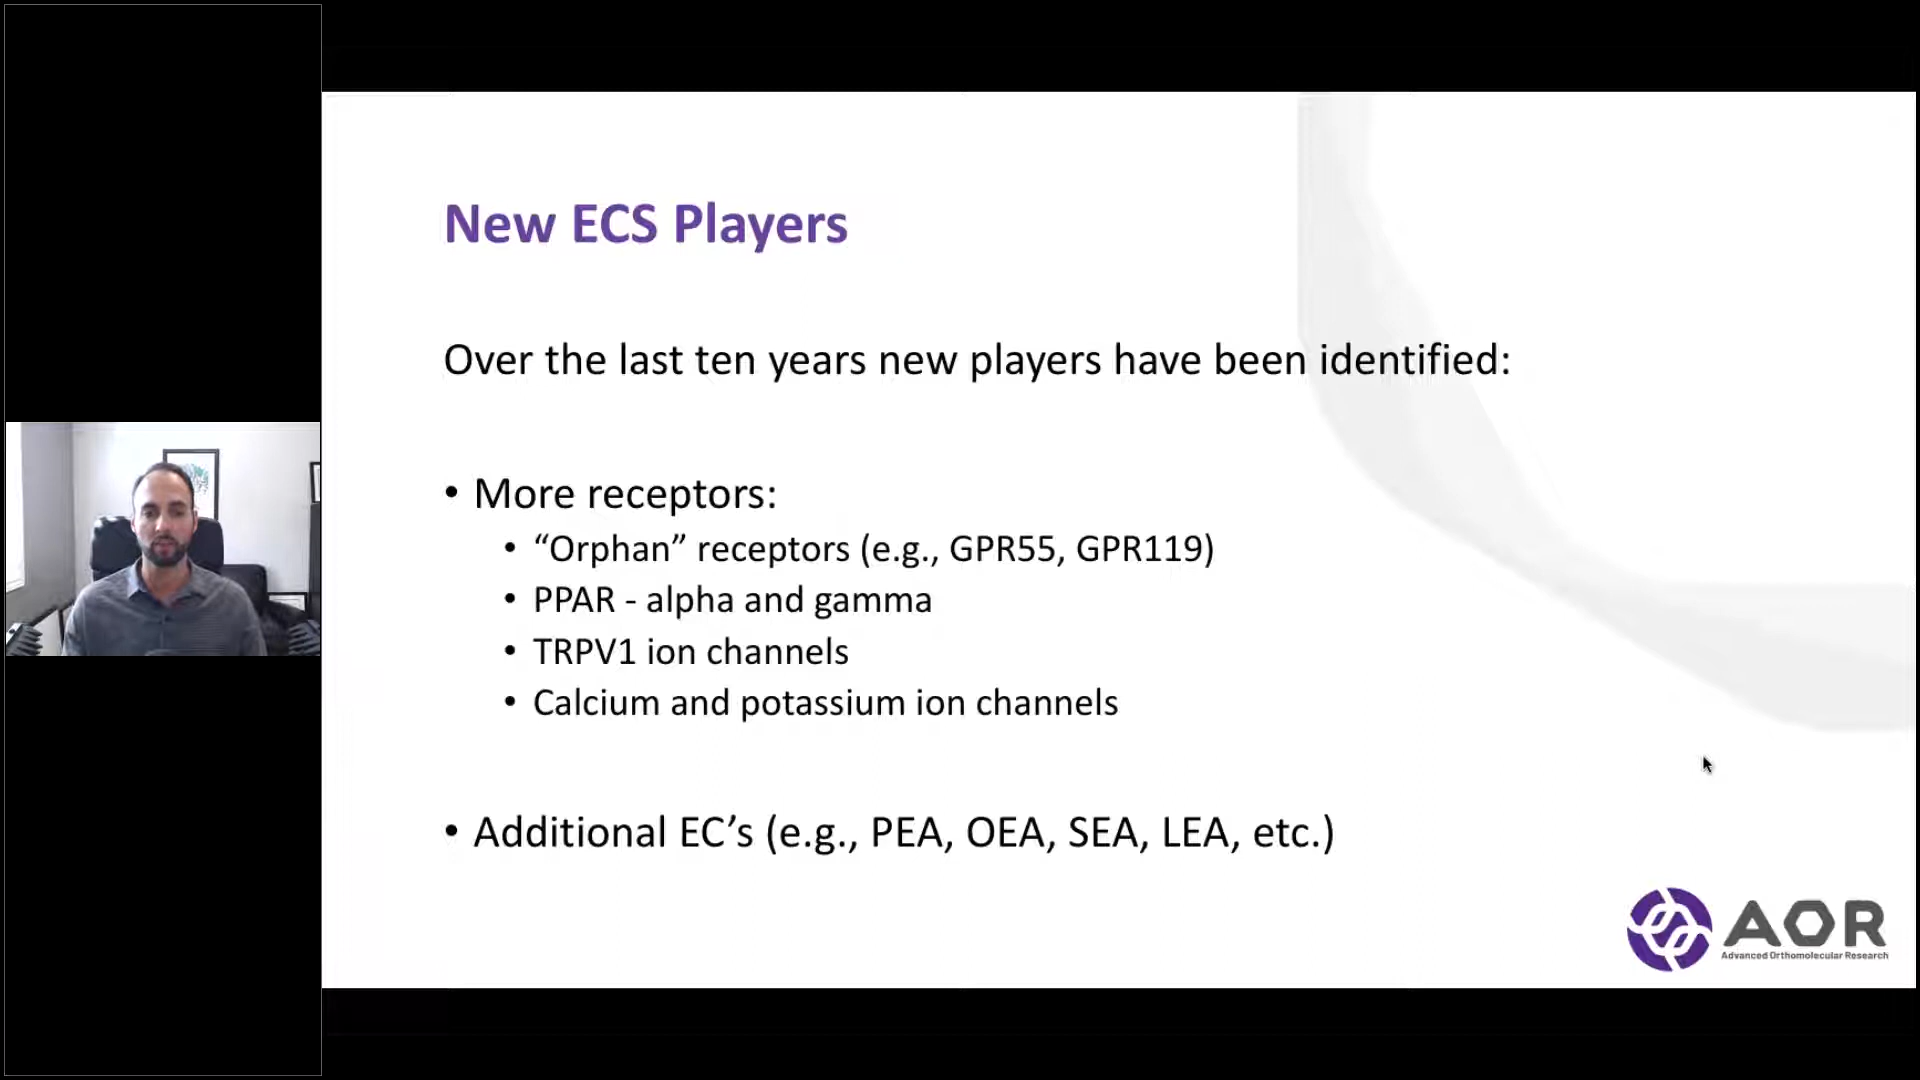 New ECS Players
Over the last ten years new players have been identified:
• More receptors:
• “Orphan” receptors (e.g., GPR55, GPR119)
• PPAR - alpha and gamma
• TRPV1 ion channels
• Calcium and potassium ion channels
• Additional EC’s (e.g., PEA, OEA, SEA, LEA, etc.)
AOR
Advanced Orthomolecular Research